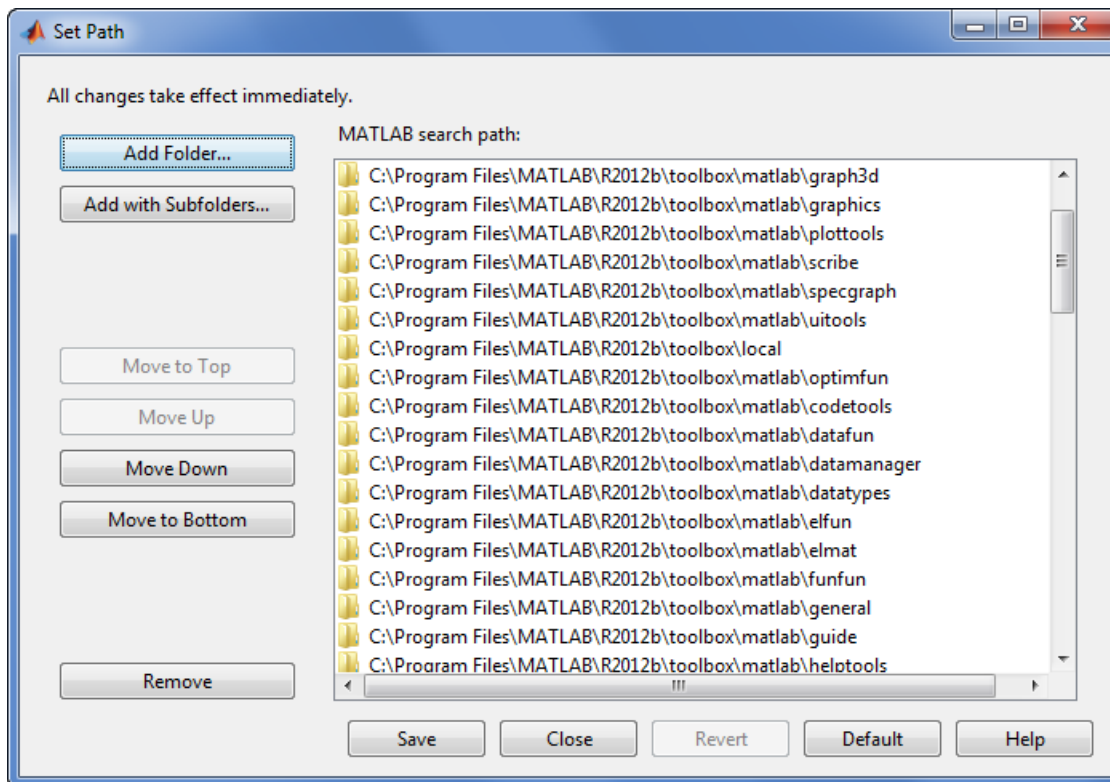 Set Path
All changes take effect immediately.
Add Folder...
Add with Subfolders...
Move to Top
Move Up
Move Down
Move to Bottom
Remove
MATLAB search path:
C:\Program Files\MATLAB\R2012b\toolbox\matlab\graph3d
C:\Program Files\MATLAB\R2012b\toolbox\matlab\graphics
C:\Program Files\MATLAB\R2012b\toolbox\matlab\plottools
C:\Program Files\MATLAB\R2012b\toolbox\matlab\scribe
C:\Program Files\MATLAB\R2012b\toolbox\matlab\specgraph
C:\Program Files\MATLAB\R2012b\toolbox\matlab\uitools
C:\Program Files\MATLAB\R2012b\toolbox\local
C:\Program Files\MATLAB\R2012b\toolbox\matlab\optimfun
C:\Program Files\MATLAB\R2012b\toolbox\matlab\codetools
C:\Program Files\MATLAB\R2012b\toolbox\matlab\datafun
C:\Program Files\MATLAB\R2012b\toolbox\matlab\datamanager
C:\Program Files\MATLAB\R2012b\toolbox\matlab\datatypes
C:\Program Files\MATLAB\R2012b\toolbox\matlab\elfun
C:\Program Files\MATLAB\R2012b\toolbox\matlab\elmat
C:\Program Files\MATLAB\R2012b\toolbox\matlab\funfun
C:\Program Files\MATLAB\R2012b\toolbox\matlab\general
C:\Program Files\MATLAB\R2012b\toolbox\matlab\guide
C:\Program Files\MATLAB\R2012b\toolbox\matlab\helptools
Save
Close
Revert
Default
Help